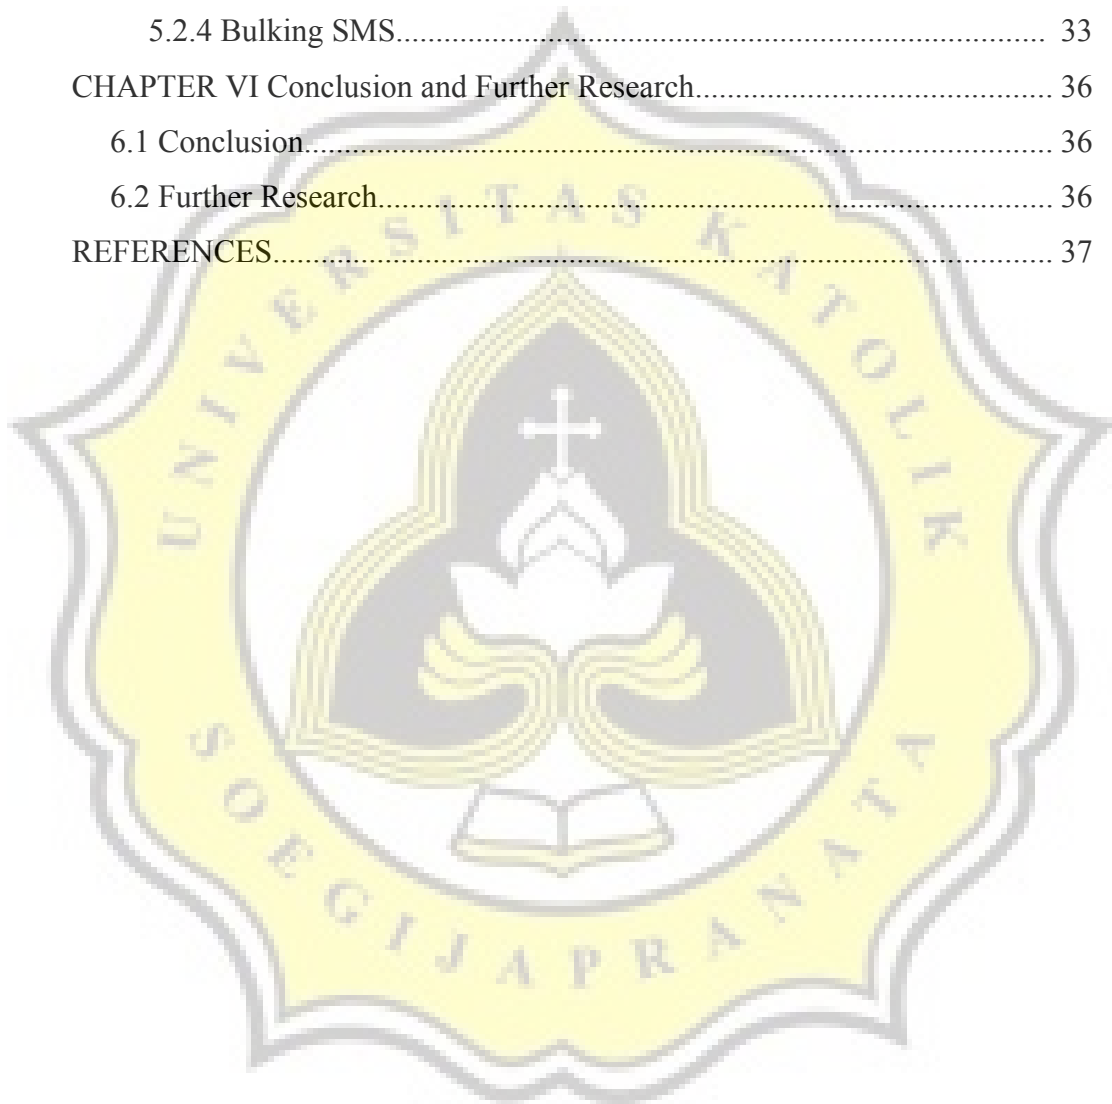 5.2.4 Bulking SMS.................................................................................... 33
CHAPTER VI Conclusion and Further Research.............................................. 36
6.1 Conclusion................................................................................................. 36
6.2 Further Research....................................................................................... 36
REFERENCES..................................................................................................... 37
UNIVERSITAS KATOLIK
SOEGIJAPRANATA